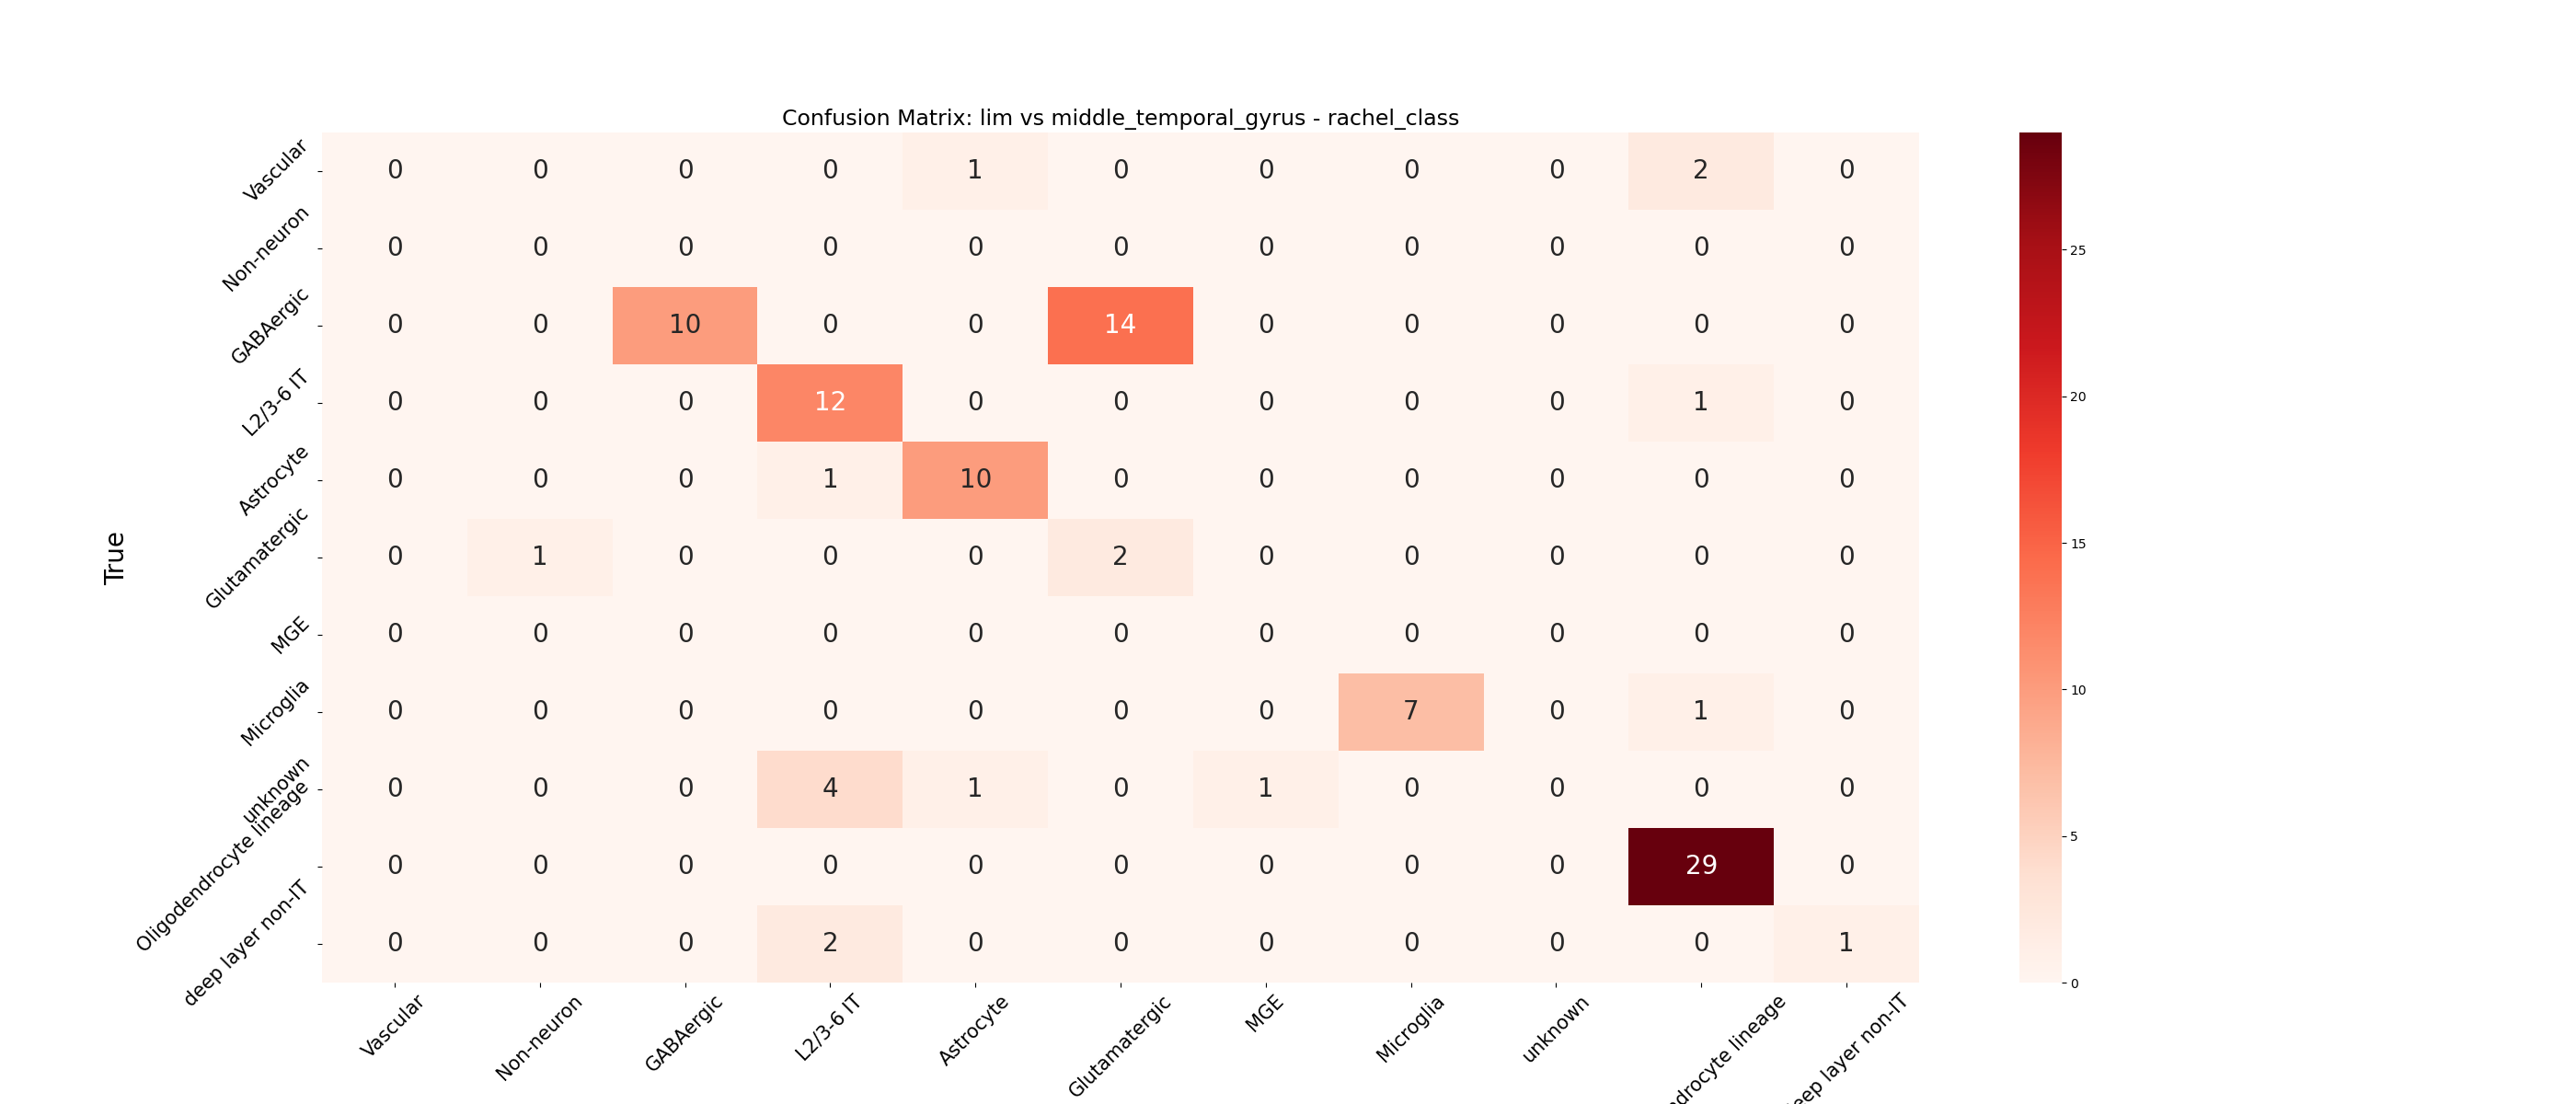 Confusion Matrix: lim vs middle_temporal_gyrus - rachel_class
True
Vascular 0 0 0 0 1 0 0 0 0 2 0
Non-neuron 0 0 0 0 0 0 0 0 0 0 0
GABAergic 0 0 10 0 0 14 0 0 0 0 0
L2/3-6 IT 0 0 0 12 0 0 0 0 0 1 0
Astrocyte 0 0 0 1 10 0 0 0 0 0 0
Glutamatergic 0 1 0 0 0 2 0 0 0 0 0
MGE 0 0 0 0 0 0 0 0 0 0 0
Microglia 0 0 0 0 0 0 0 7 0 1 0
unknown 0 0 0 4 1 0 1 0 0 0 0
Oligodendrocyte lineage 0 0 0 0 0 0 0 0 0 29 0
deep layer non-IT 0 0 0 2 0 0 0 0 0 0 1
Vascular Non-neuron GABAergic L2/3-6 IT Astrocyte Glutamatergic MGE Microglia unknown ndrocyte lineage eep layer non-IT
25
20
15
10
5
0